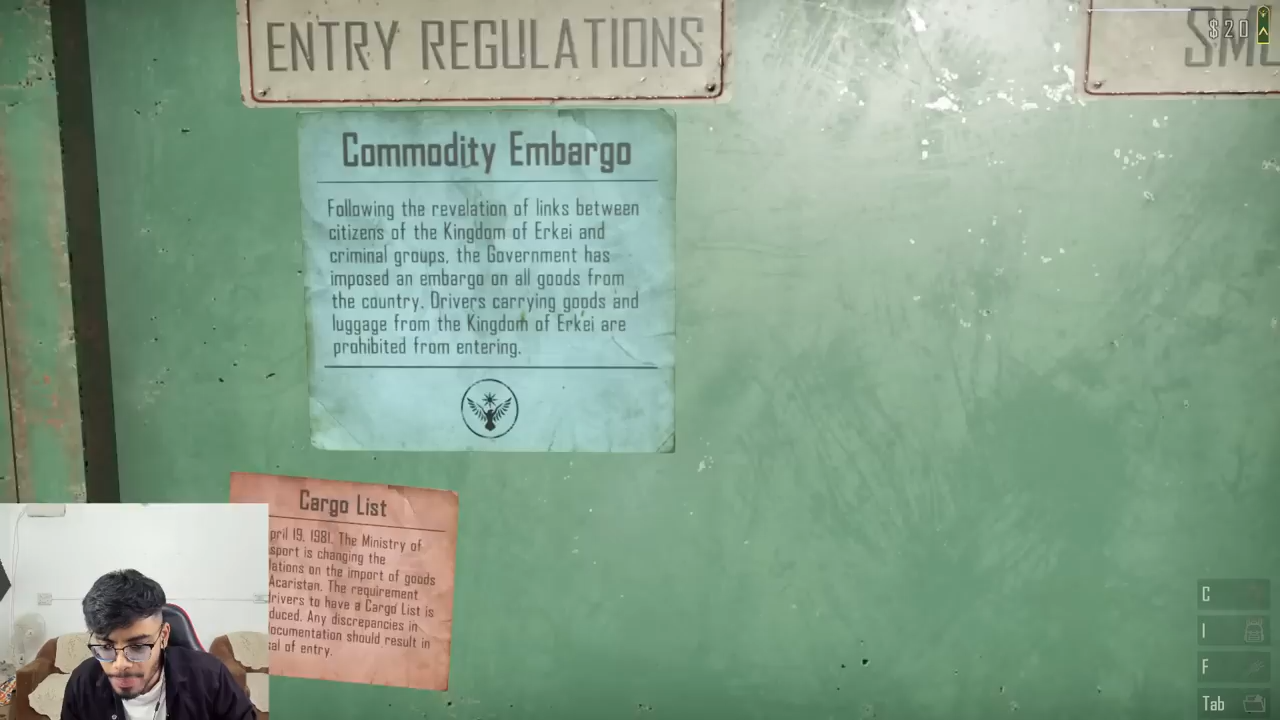 ENTRY REGULATIONS
SM
$20
Commodity Embargo
Following the revelation of links between
citizens of the Kingdom of Erkei and
criminal groups, the Government has
imposed an embargo on all goods from
the country. Drivers carrying goods and
luggage from the Kingdom of Erkei are
prohibited from entering.
Cargo List
pril 19, 1981. The Ministry of
sport is changing the
lations on the import of goods
Acaristan. The requirement
rivers to have a Cargo List is
duced. Any discrepancies in
ocumentation should result in
sal of entry.
C
I
F
Tab